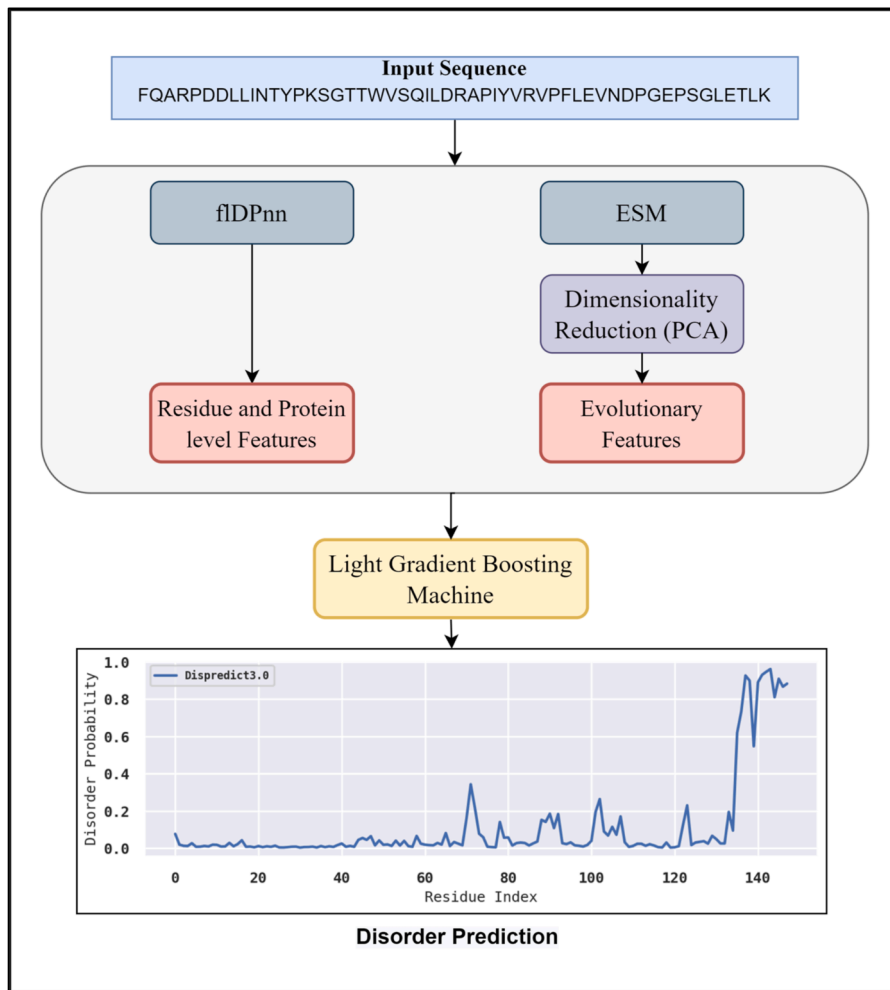 Input Sequence
FQARPDDLLINTYPKSGTTWVSQILDRAPIYVRVPFLEVNDPGEPSGLETLK
flDPnn
ESM
Dimensionality
Reduction (PCA)
Residue and Protein
level Features
Evolutionary
Features
Light Gradient Boosting
Machine
Dispredict3.0
Disorder Probability
1.0
0.8
0.6
0.4
0.2
0.0
0 20 40 60 80 100 120 140
Residue Index
Disorder Prediction